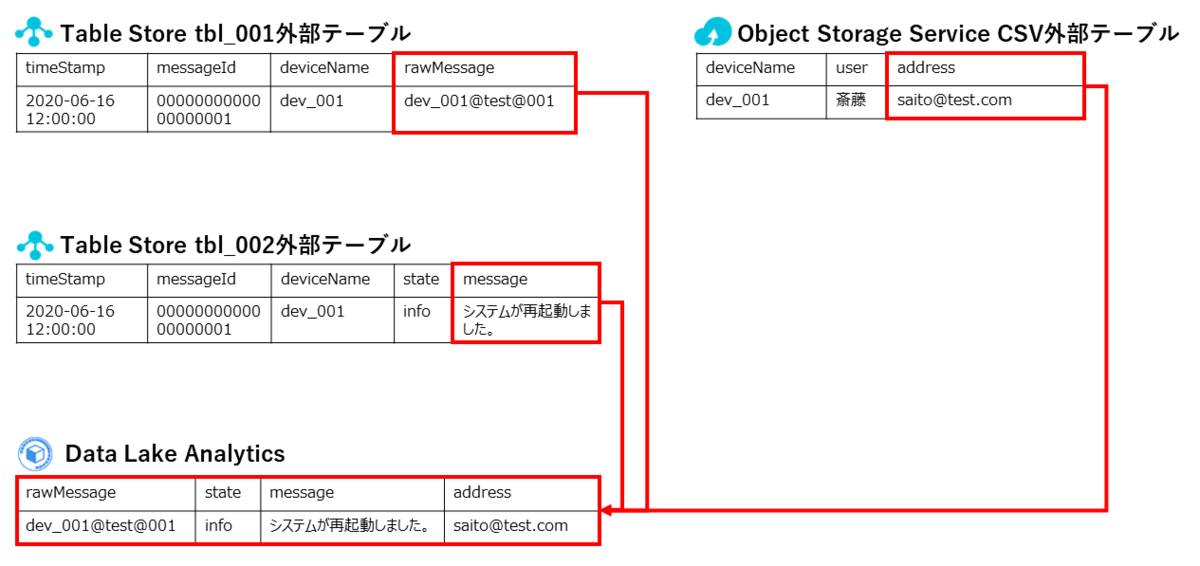 Table Store tbl_001外部テーブル
timeStamp messageId deviceName rawMessage
2020-06-16 00000000000 dev_001 dev_001@test@001
12:00:00 00000001
Object Storage Service CSV外部テーブル
deviceName user address
dev_001 斎藤 saito@test.com
Table Store tbl_002外部テーブル
timeStamp messageId deviceName state message
2020-06-16 00000000000 dev_001 info システムが再起動しま
12:00:00 00000001 した。
Data Lake Analytics
rawMessage state message address
dev_001@test@001 info システムが再起動しました。 saito@test.com